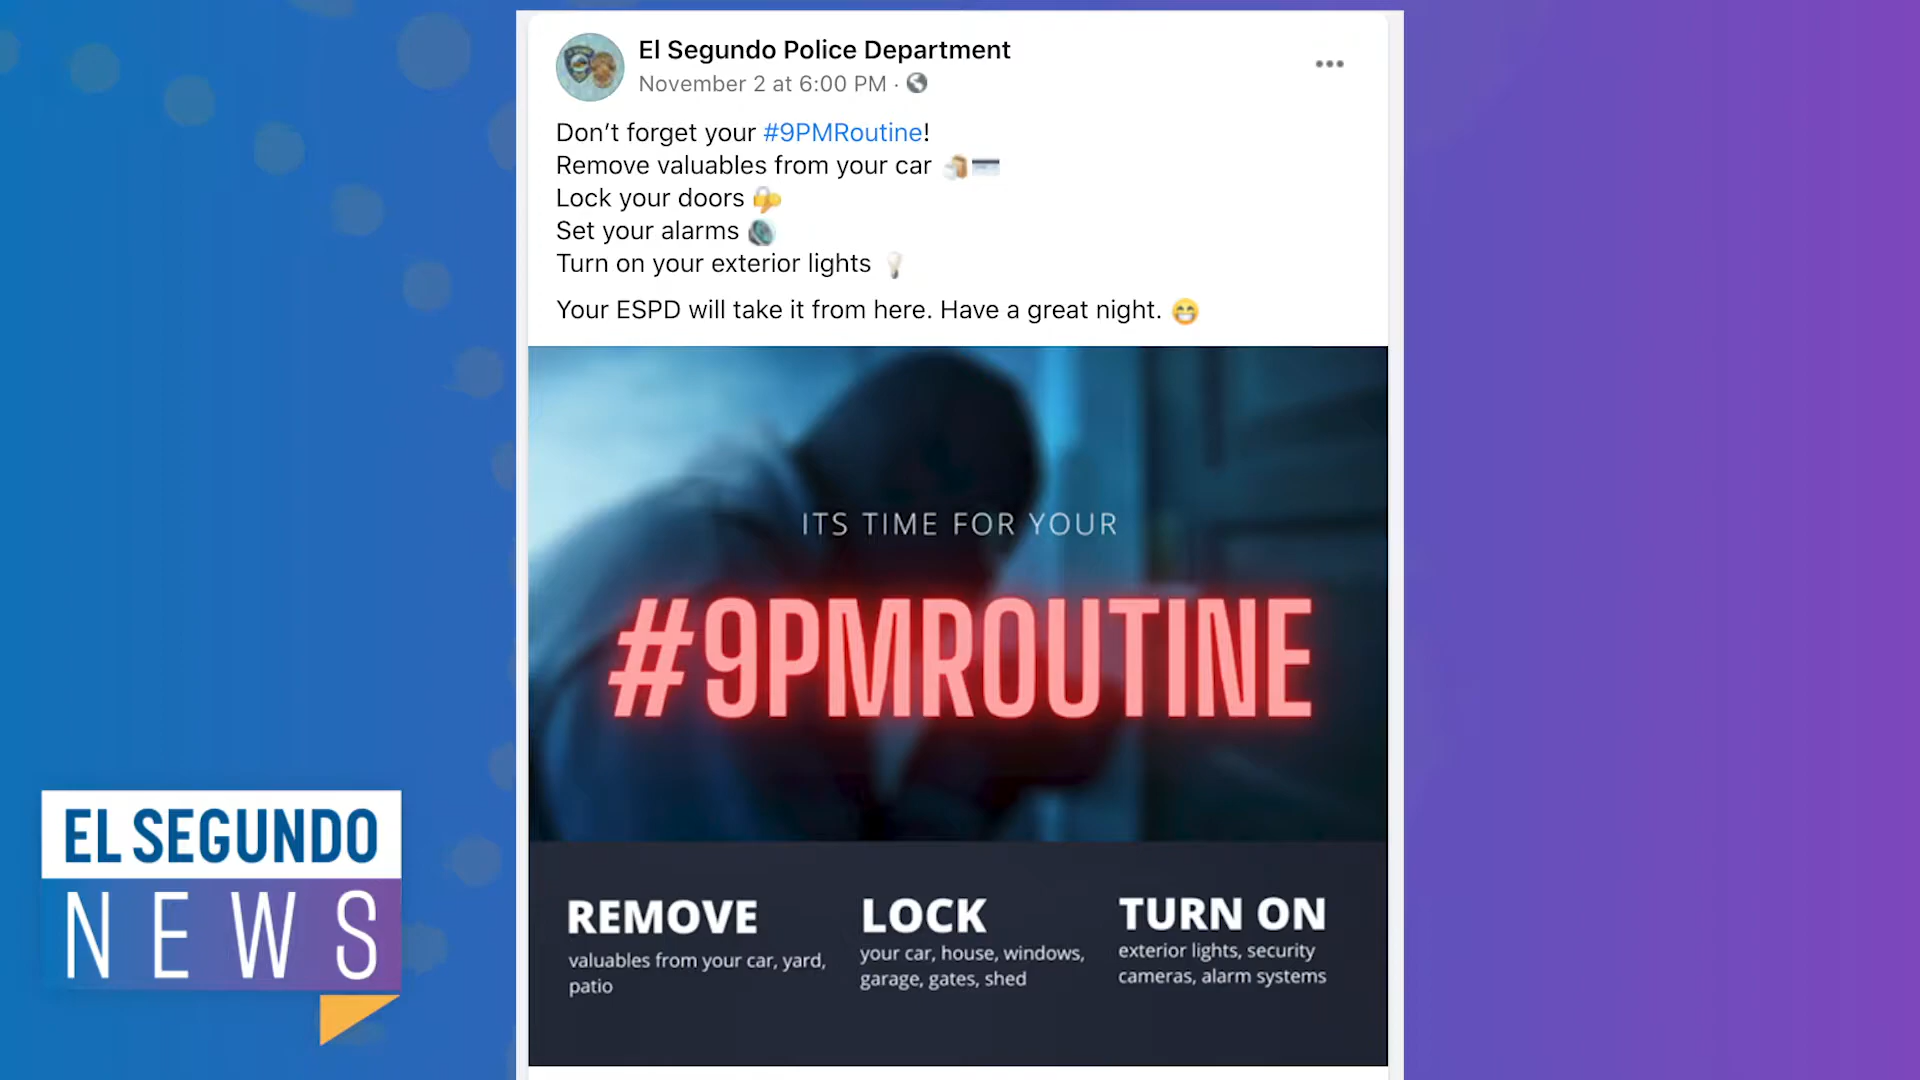 El Segundo Police Department
November 2 at 6:00 PM ·
Don’t forget your #9PMRoutine!
Remove valuables from your car
Lock your doors
Set your alarms
Turn on your exterior lights
Your ESPD will take it from here. Have a great night.
ITS TIME FOR YOUR
#9PMROUTINE
REMOVE
valuables from your car, yard,
patio
LOCK
your car, house, windows,
garage, gates, shed
TURN ON
exterior lights, security
cameras, alarm systems
EL SEGUNDO
NEWS